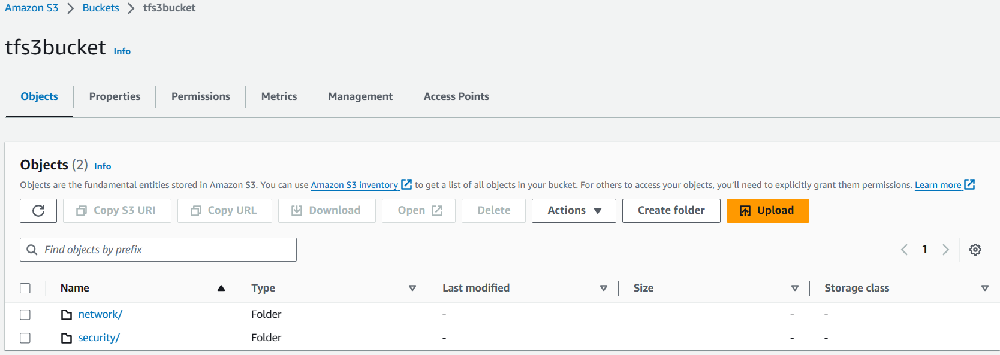 Amazon S3 > Buckets > tfs3bucket
tfs3bucket Info
Objects Properties Permissions Metrics Management Access Points
Objects (2) Info
Objects are the fundamental entities stored in Amazon S3. You can use Amazon S3 inventory to get a list of all objects in your bucket. For others to access your objects, you’ll need to explicitly grant them permissions. Learn more
Copy S3 URI Copy URL Download Open Delete Actions Create folder Upload
Find objects by prefix 1
Name Type Last modified Size Storage class
network/ Folder - - -
security/ Folder - - -